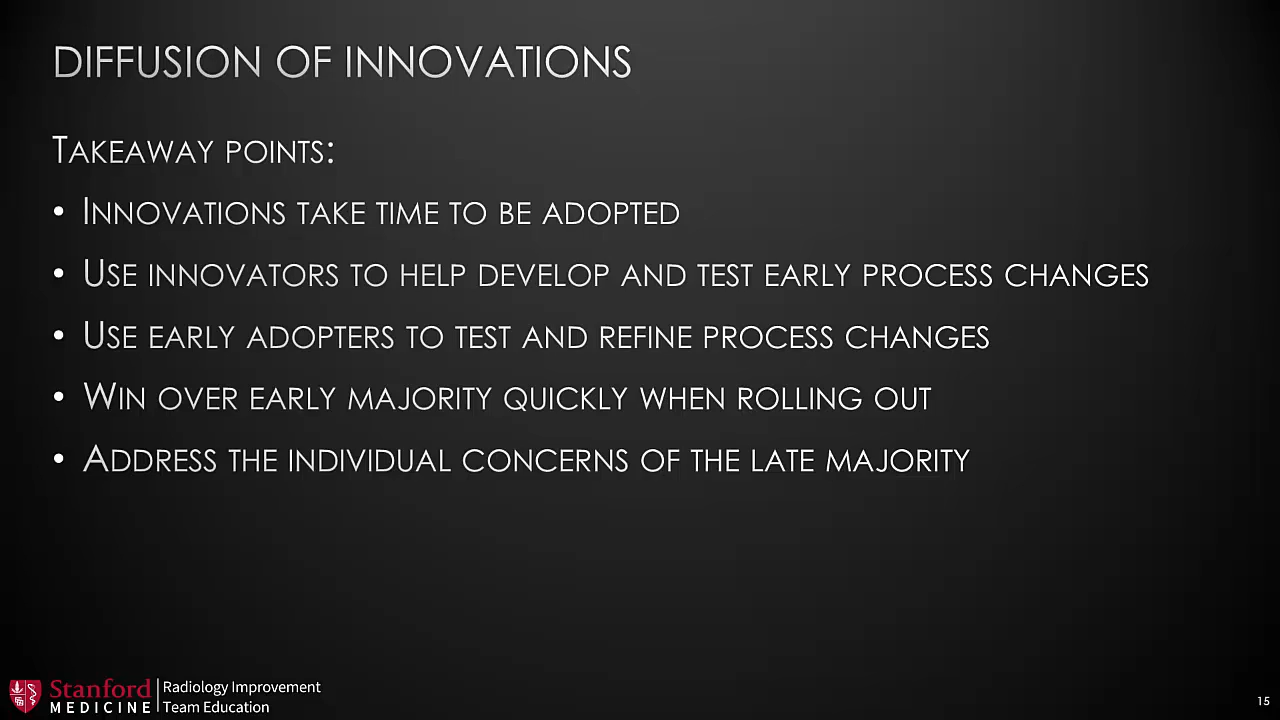 DIFFUSION OF INNOVATIONS
TAKEAWAY POINTS:
• INNOVATIONS TAKE TIME TO BE ADOPTED
• USE INNOVATORS TO HELP DEVELOP AND TEST EARLY PROCESS CHANGES
• USE EARLY ADOPTERS TO TEST AND REFINE PROCESS CHANGES
• WIN OVER EARLY MAJORITY QUICKLY WHEN ROLLING OUT
• ADDRESS THE INDIVIDUAL CONCERNS OF THE LATE MAJORITY
Stanford
MEDICINE
Radiology Improvement
Team Education
15